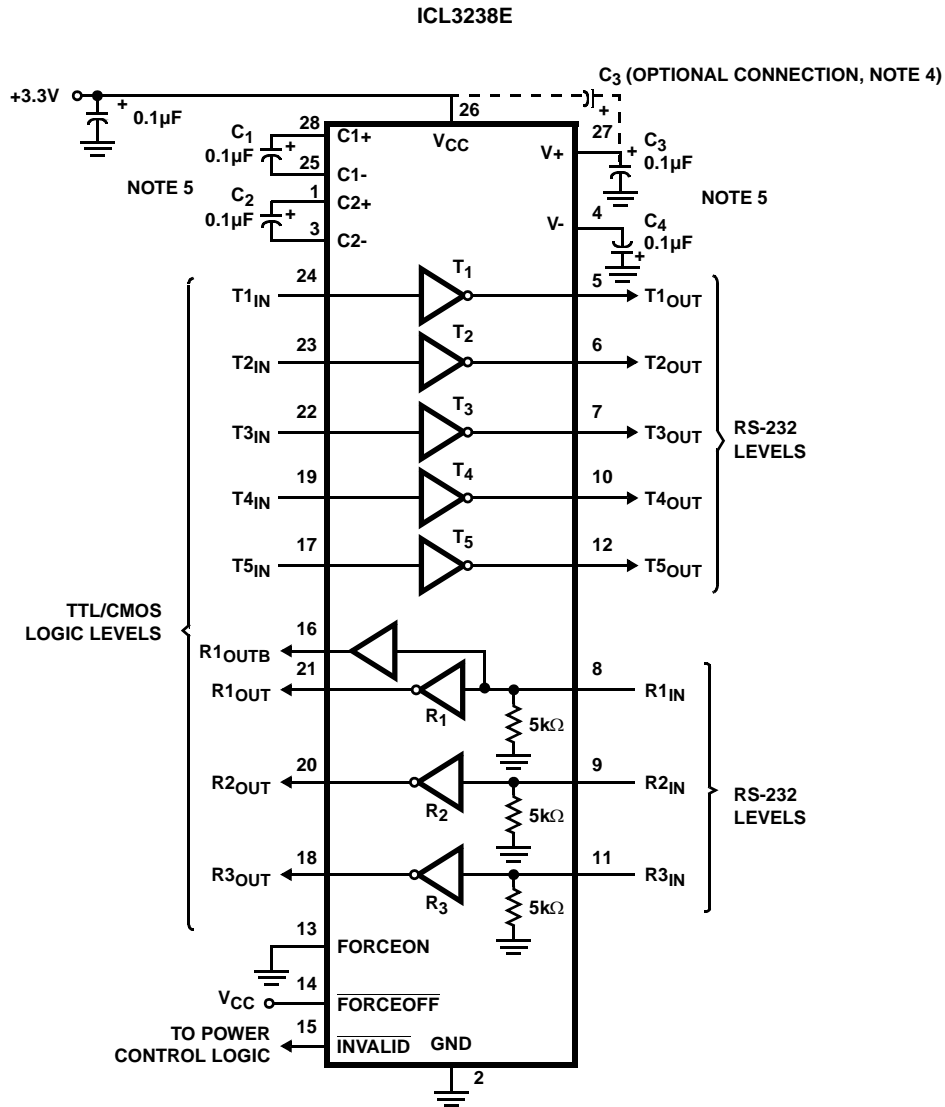 ICL3238E
C3 (OPTIONAL CONNECTION, NOTE 4)
+3.3V
+
0.1µF
26
VCC
+
28
C1+
C1
0.1µF
+
25
C1-
NOTE 5
1
C2+
C2
0.1µF
+
3
C2-
27
V+
+
C3
0.1µF
NOTE 5
4
V-
C4
0.1µF
+
T1IN
24
T1
5
T1OUT
T2IN
23
T2
6
T2OUT
T3IN
22
T3
7
T3OUT
RS-232
LEVELS
T4IN
19
T4
10
T4OUT
T5IN
17
T5
12
T5OUT
TTL/CMOS
LOGIC LEVELS
R1OUTB
16
R1OUT
21
R1
8
R1IN
5kΩ
R2OUT
20
R2
9
R2IN
5kΩ
RS-232
LEVELS
R3OUT
18
R3
11
R3IN
5kΩ
13
FORCEON
VCC
14
FORCEOFF
TO POWER
CONTROL LOGIC
15
INVALID
GND
2